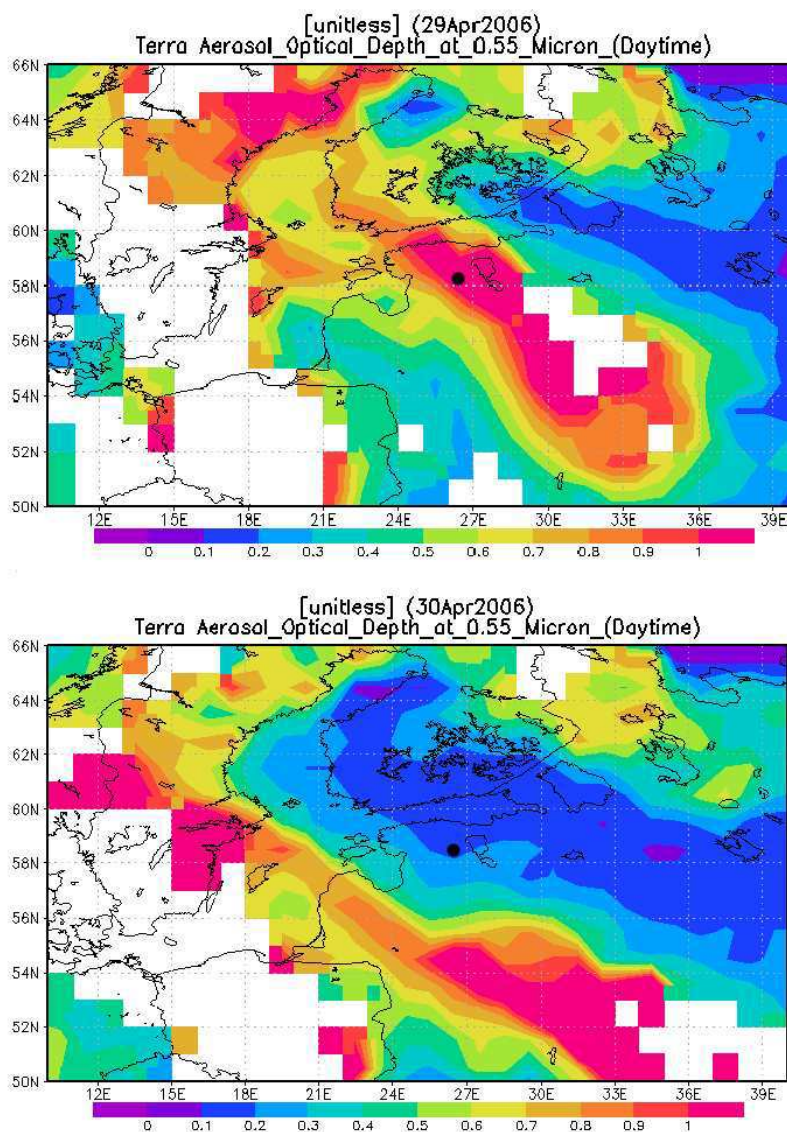 [unitless] (29Apr2006)
Terra Aerosal_Optical_Depth_at_0.55_Micron_(Daytime)
66N
64N
62N
60N
58N
56N
54N
52N
50N
12E 15E 18E 21E 24E 27E 30E 33E 36E 39E
0 0.1 0.2 0.3 0.4 0.5 0.6 0.7 0.8 0.9 1
[unitless] (30Apr2006)
Terra Aerosal_Optical_Depth_at_0.55_Micron_(Daytime)
66N
64N
62N
60N
58N
56N
54N
52N
50N
12E 15E 18E 21E 24E 27E 30E 33E 36E 39E
0 0.1 0.2 0.3 0.4 0.5 0.6 0.7 0.8 0.9 1